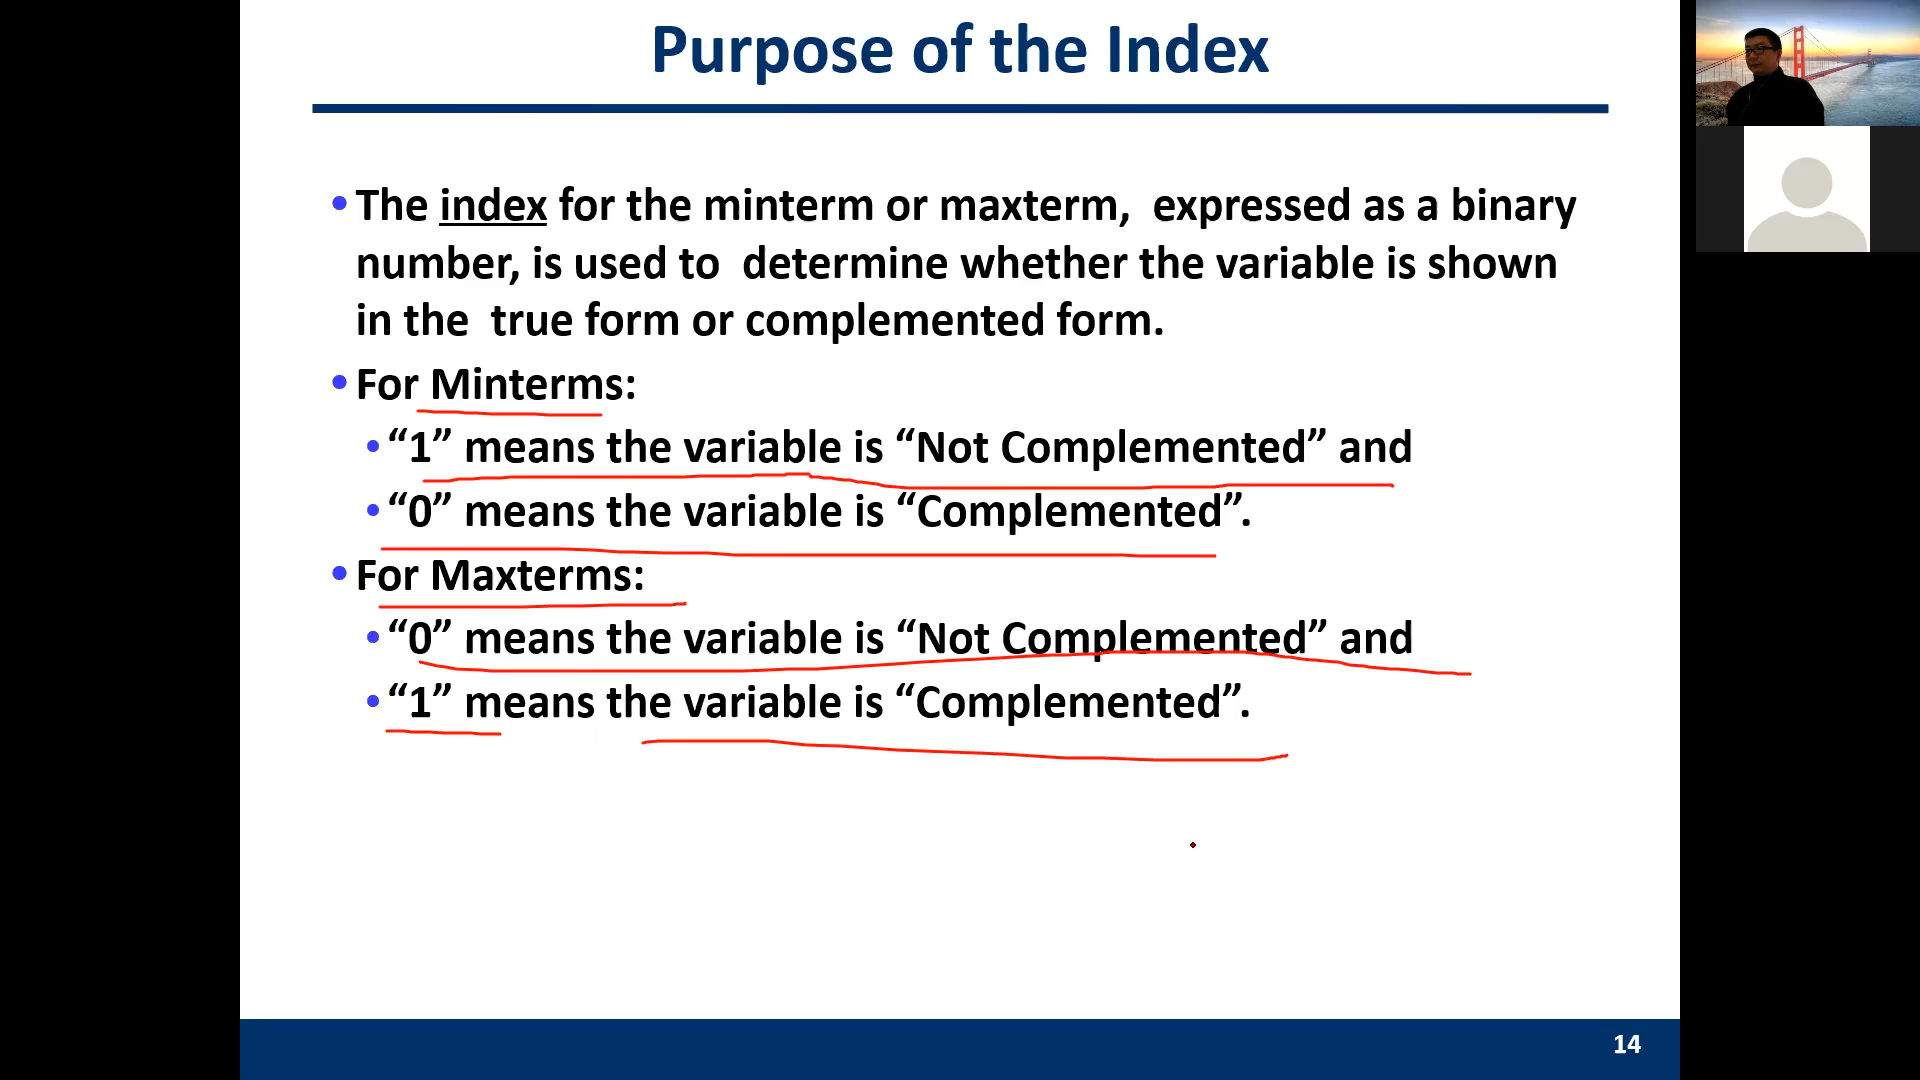 Purpose of the Index
• The index for the minterm or maxterm, expressed as a binary
number, is used to determine whether the variable is shown
in the true form or complemented form.
• For Minterms:
• “1” means the variable is “Not Complemented” and
• “0” means the variable is “Complemented”.
• For Maxterms:
• “0” means the variable is “Not Complemented” and
• “1” means the variable is “Complemented”.
14